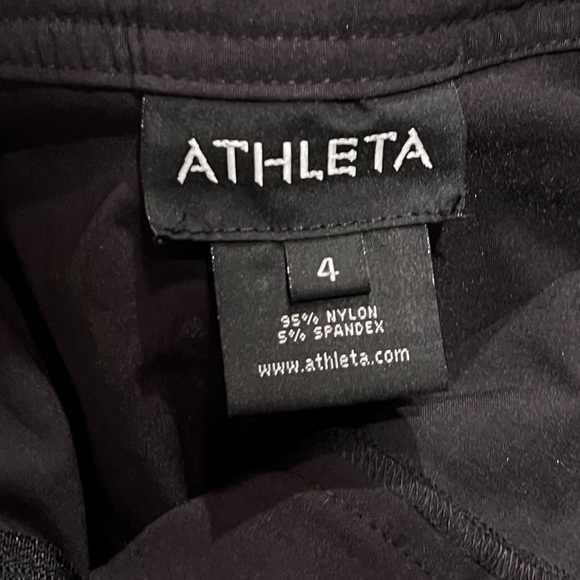 ATHLETA
4
95% NYLON
5% SPANDEX
www.athleta.com